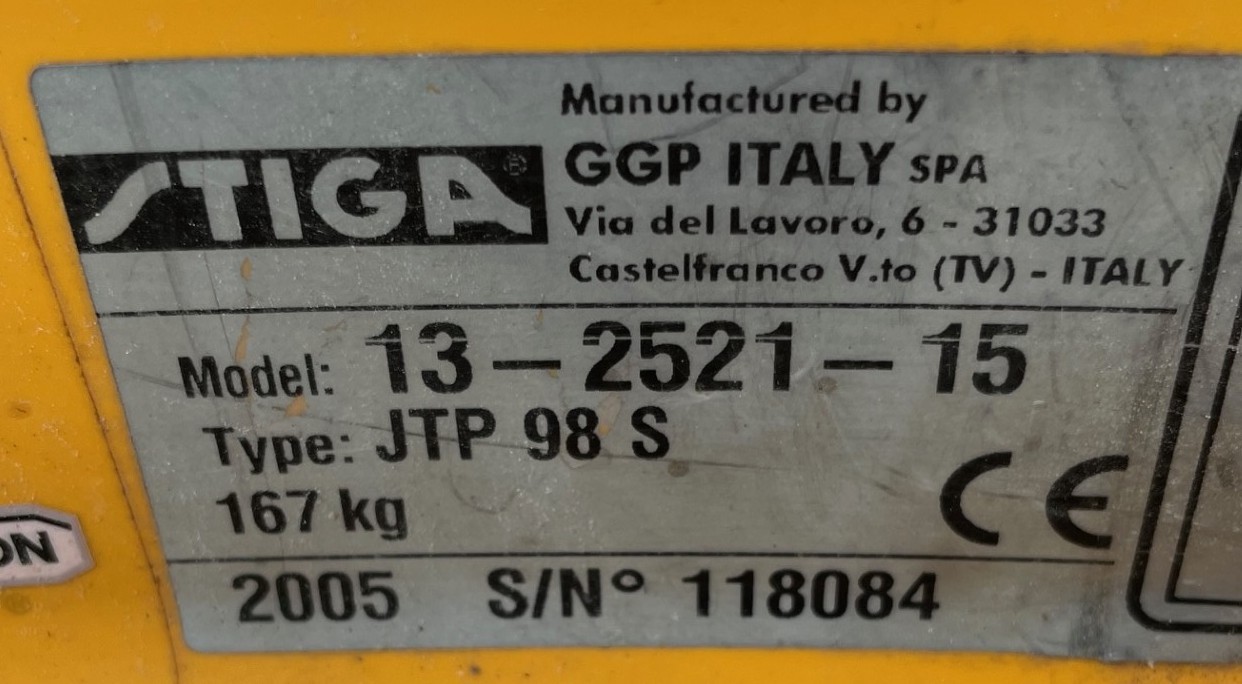 STIGA®
Manufactured by
GGP ITALY SPA
Via del Lavoro, 6 - 31033
Castelfranco V.to (TV) - ITALY
Model: 13-2521-15
Type: JTP 98 S
167 kg
CE
2005 S/N° 118084
ON